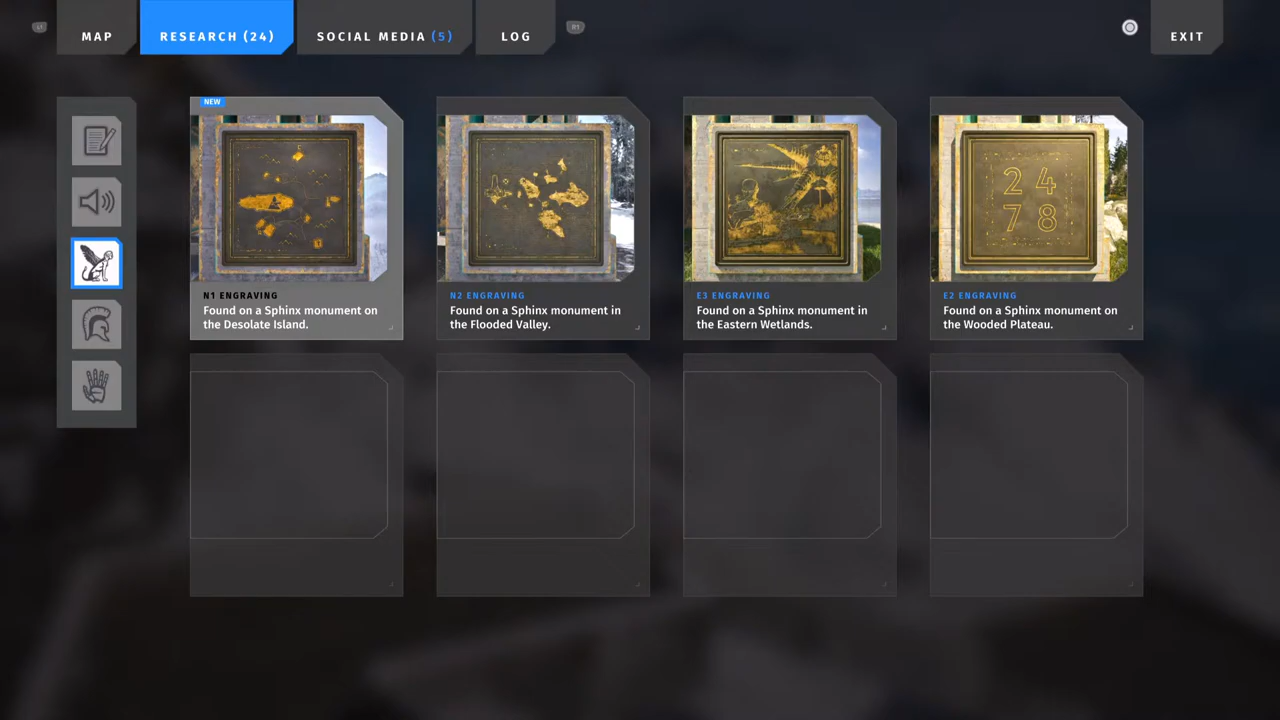 L1
MAP
RESEARCH (24)
SOCIAL MEDIA (5)
LOG
R1
EXIT
NEW
N1 ENGRAVING
Found on a Sphinx monument on
the Desolate Island.
N2 ENGRAVING
Found on a Sphinx monument in
the Flooded Valley.
E3 ENGRAVING
Found on a Sphinx monument in
the Eastern Wetlands.
2 4
7 8
E2 ENGRAVING
Found on a Sphinx monument on
the Wooded Plateau.